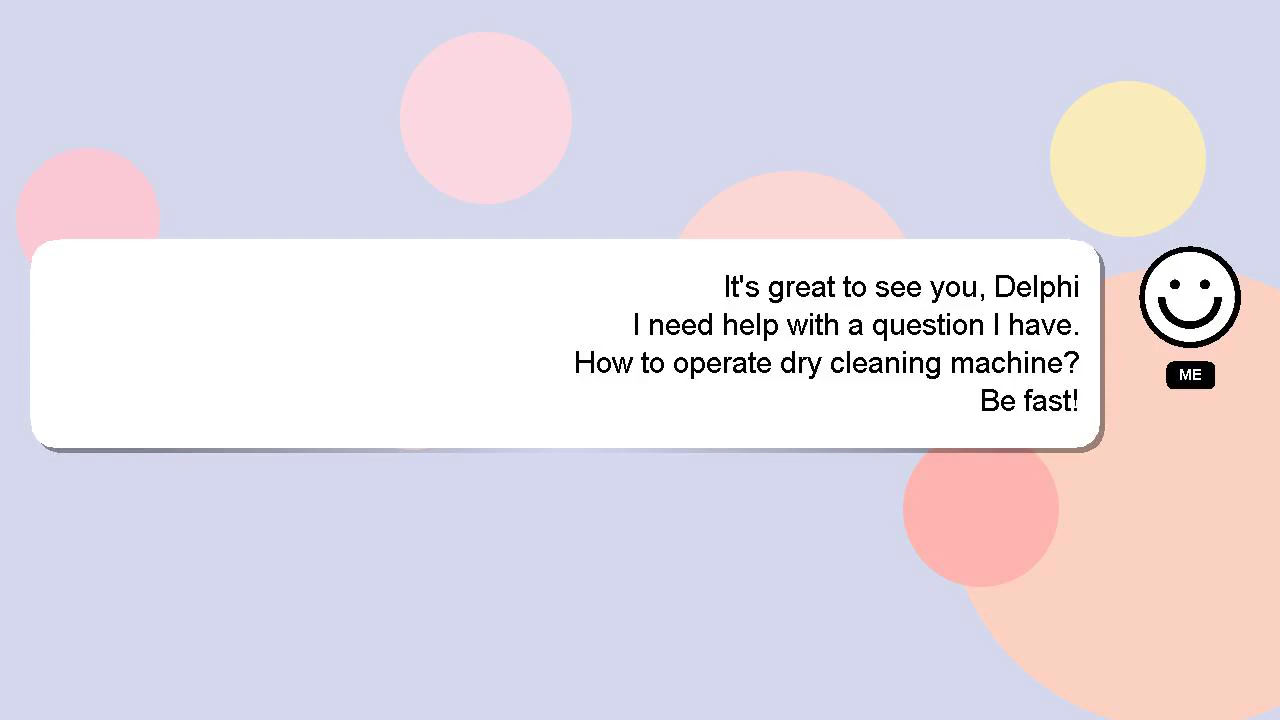 It's great to see you, Delphi
I need help with a question I have.
How to operate dry cleaning machine?
Be fast!
ME